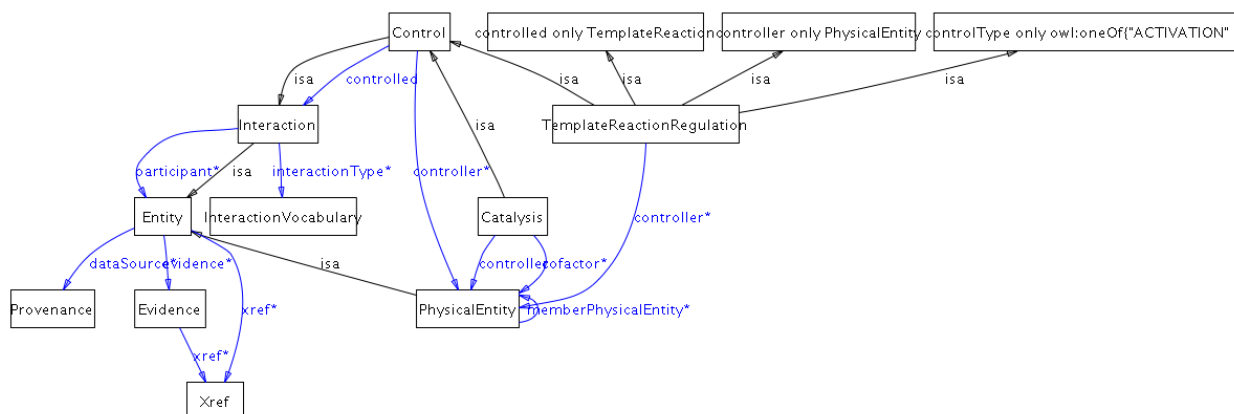 Control
controlled only TemplateReaction
controller only PhysicalEntity
controlType only owl:oneOf{"ACTIVATION"
isa
controlled
isa
isa
isa
isa
Interaction
isa
TemplateReactionRegulation
participant*
isa
interactionType*
controller*
Entity
InteractionVocabulary
Catalysis
controller*
dataSource*
evidence*
isa
cofactor*
Provenance
Evidence
xref*
PhysicalEntity
memberPhysicalEntity*
xref*
Xref